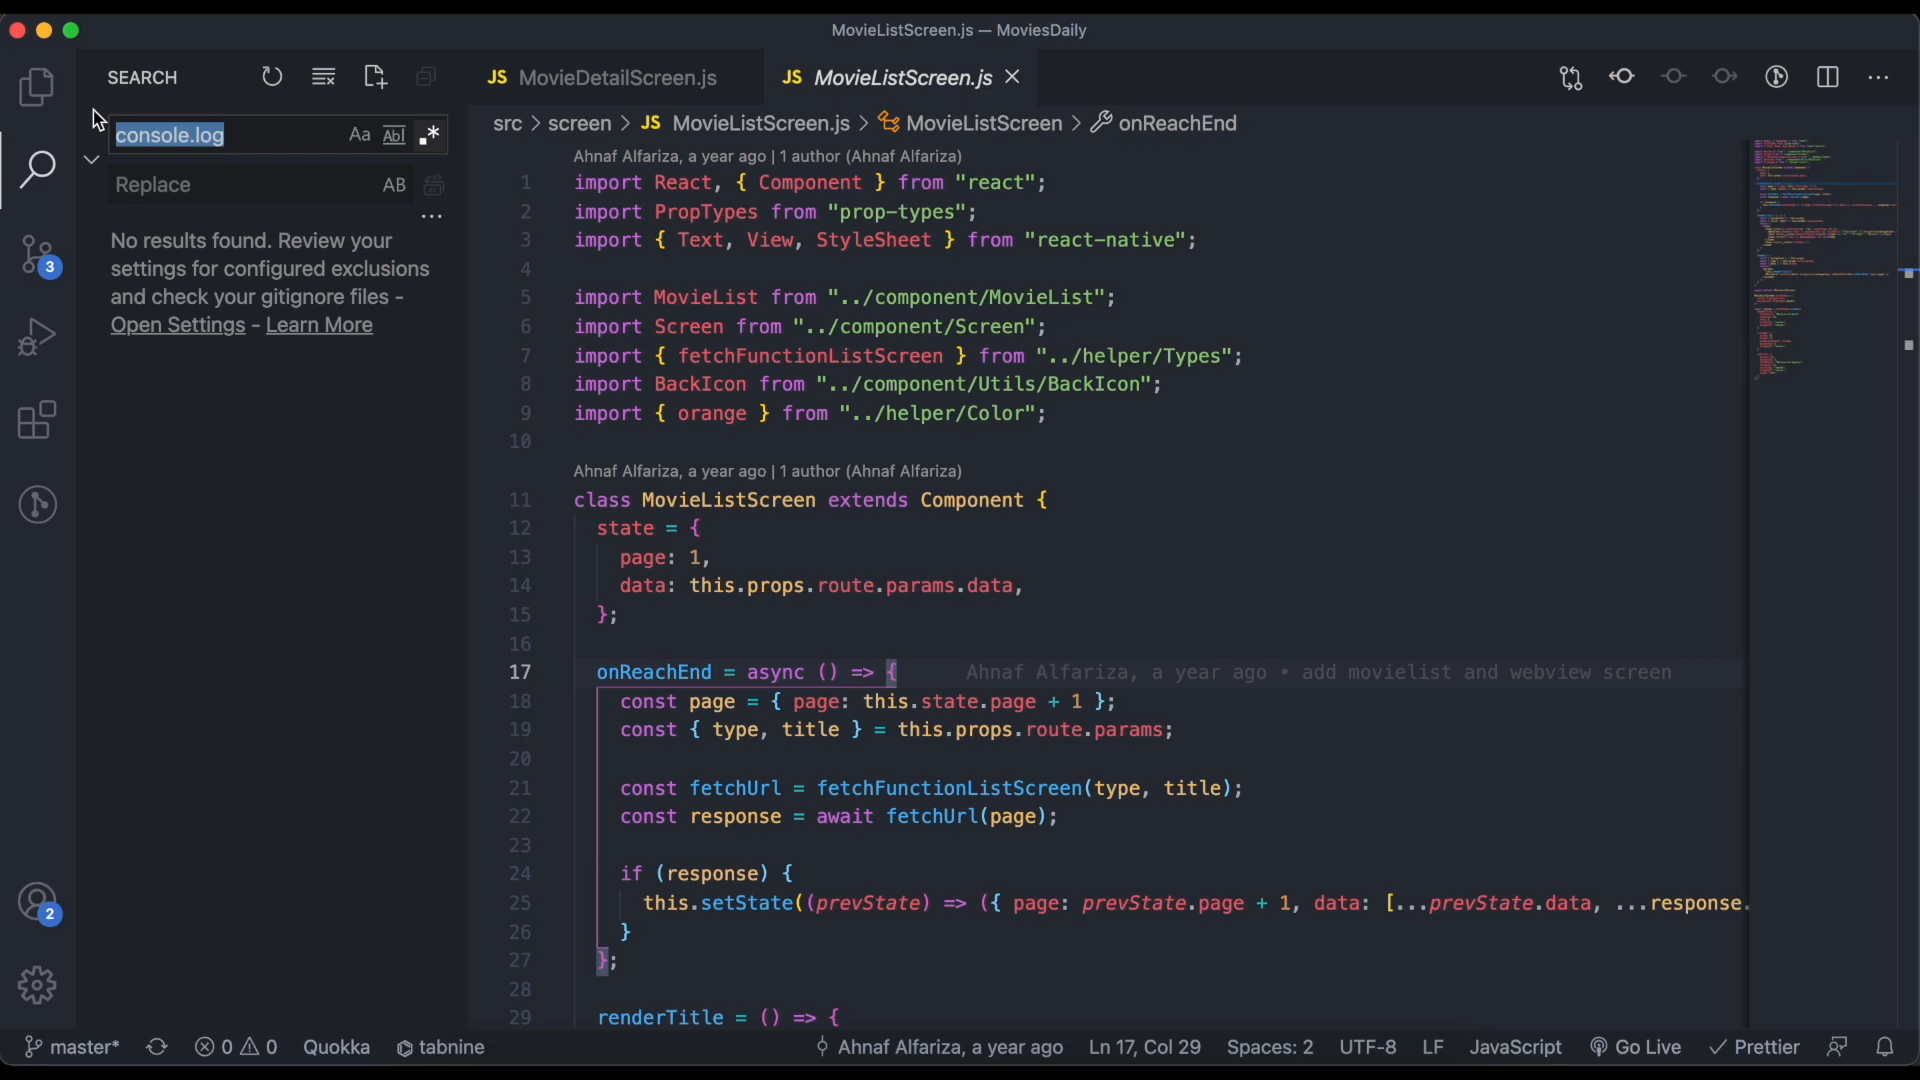 MovieListScreen.js — MoviesDaily
SEARCH
JS MovieDetailScreen.js
JS MovieListScreen.js
console.log
Aa Abl .*
Replace
AB
No results found. Review your
settings for configured exclusions
and check your gitignore files -
Open Settings - Learn More
3
2
src > screen > JS MovieListScreen.js > MovieListScreen > onReachEnd
Ahnaf Alfariza, a year ago | 1 author (Ahnaf Alfariza)
1 import React, { Component } from "react";
2 import PropTypes from "prop-types";
3 import { Text, View, StyleSheet } from "react-native";
4
5 import MovieList from "../component/MovieList";
6 import Screen from "../component/Screen";
7 import { fetchFunctionListScreen } from "../helper/Types";
8 import BackIcon from "../component/Utils/BackIcon";
9 import { orange } from "../helper/Color";
10
Ahnaf Alfariza, a year ago | 1 author (Ahnaf Alfariza)
11 class MovieListScreen extends Component {
12 state = {
13 page: 1,
14 data: this.props.route.params.data,
15 };
16
17 onReachEnd = async () => { Ahnaf Alfariza, a year ago • add movielist and webview screen
18 const page = { page: this.state.page + 1 };
19 const { type, title } = this.props.route.params;
20
21 const fetchUrl = fetchFunctionListScreen(type, title);
22 const response = await fetchUrl(page);
23
24 if (response) {
25 this.setState((prevState) => ({ page: prevState.page + 1, data: [...prevState.data, ...response.
26 }
27 };
28
29 renderTitle = () => {
master* 0 0 Quokka tabnine Ahnaf Alfariza, a year ago Ln 17, Col 29 Spaces: 2 UTF-8 LF JavaScript Go Live Prettier